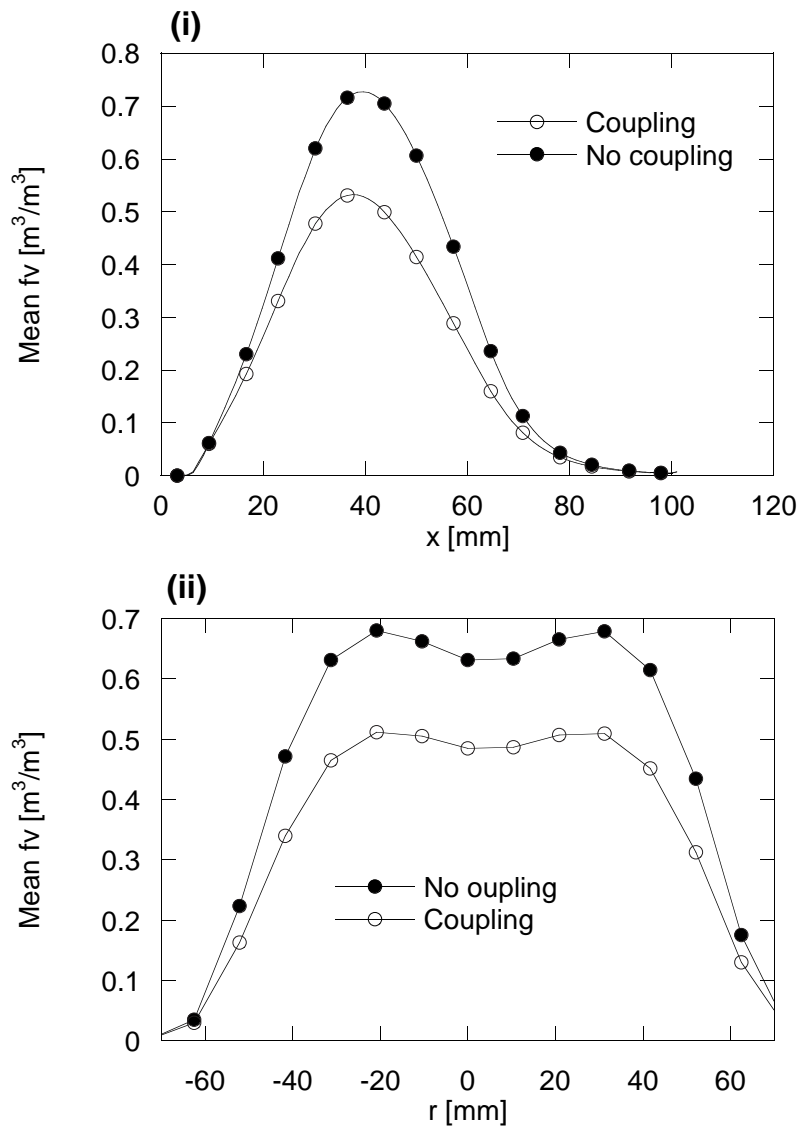 (i)
0.8
0.7
0.6
0.5
0.4
0.3
0.2
0.1
0
Mean fv [m³/m³]
Coupling
No coupling
0 20 40 60 80 100 120
x [mm]
(ii)
0.7
0.6
0.5
0.4
0.3
0.2
0.1
0
Mean fv [m³/m³]
No oupling
Coupling
-60 -40 -20 0 20 40 60
r [mm]